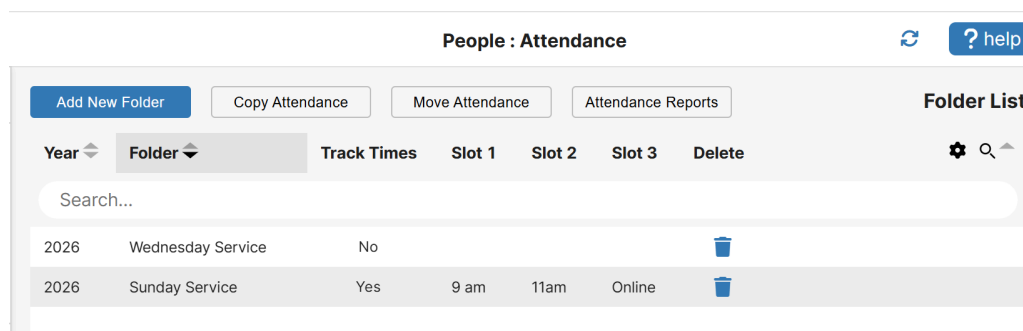 People : Attendance
? help
Add New Folder Copy Attendance Move Attendance Attendance Reports Folder List
Year Folder Track Times Slot 1 Slot 2 Slot 3 Delete
Search...
2026 Wednesday Service No
2026 Sunday Service Yes 9 am 11am Online